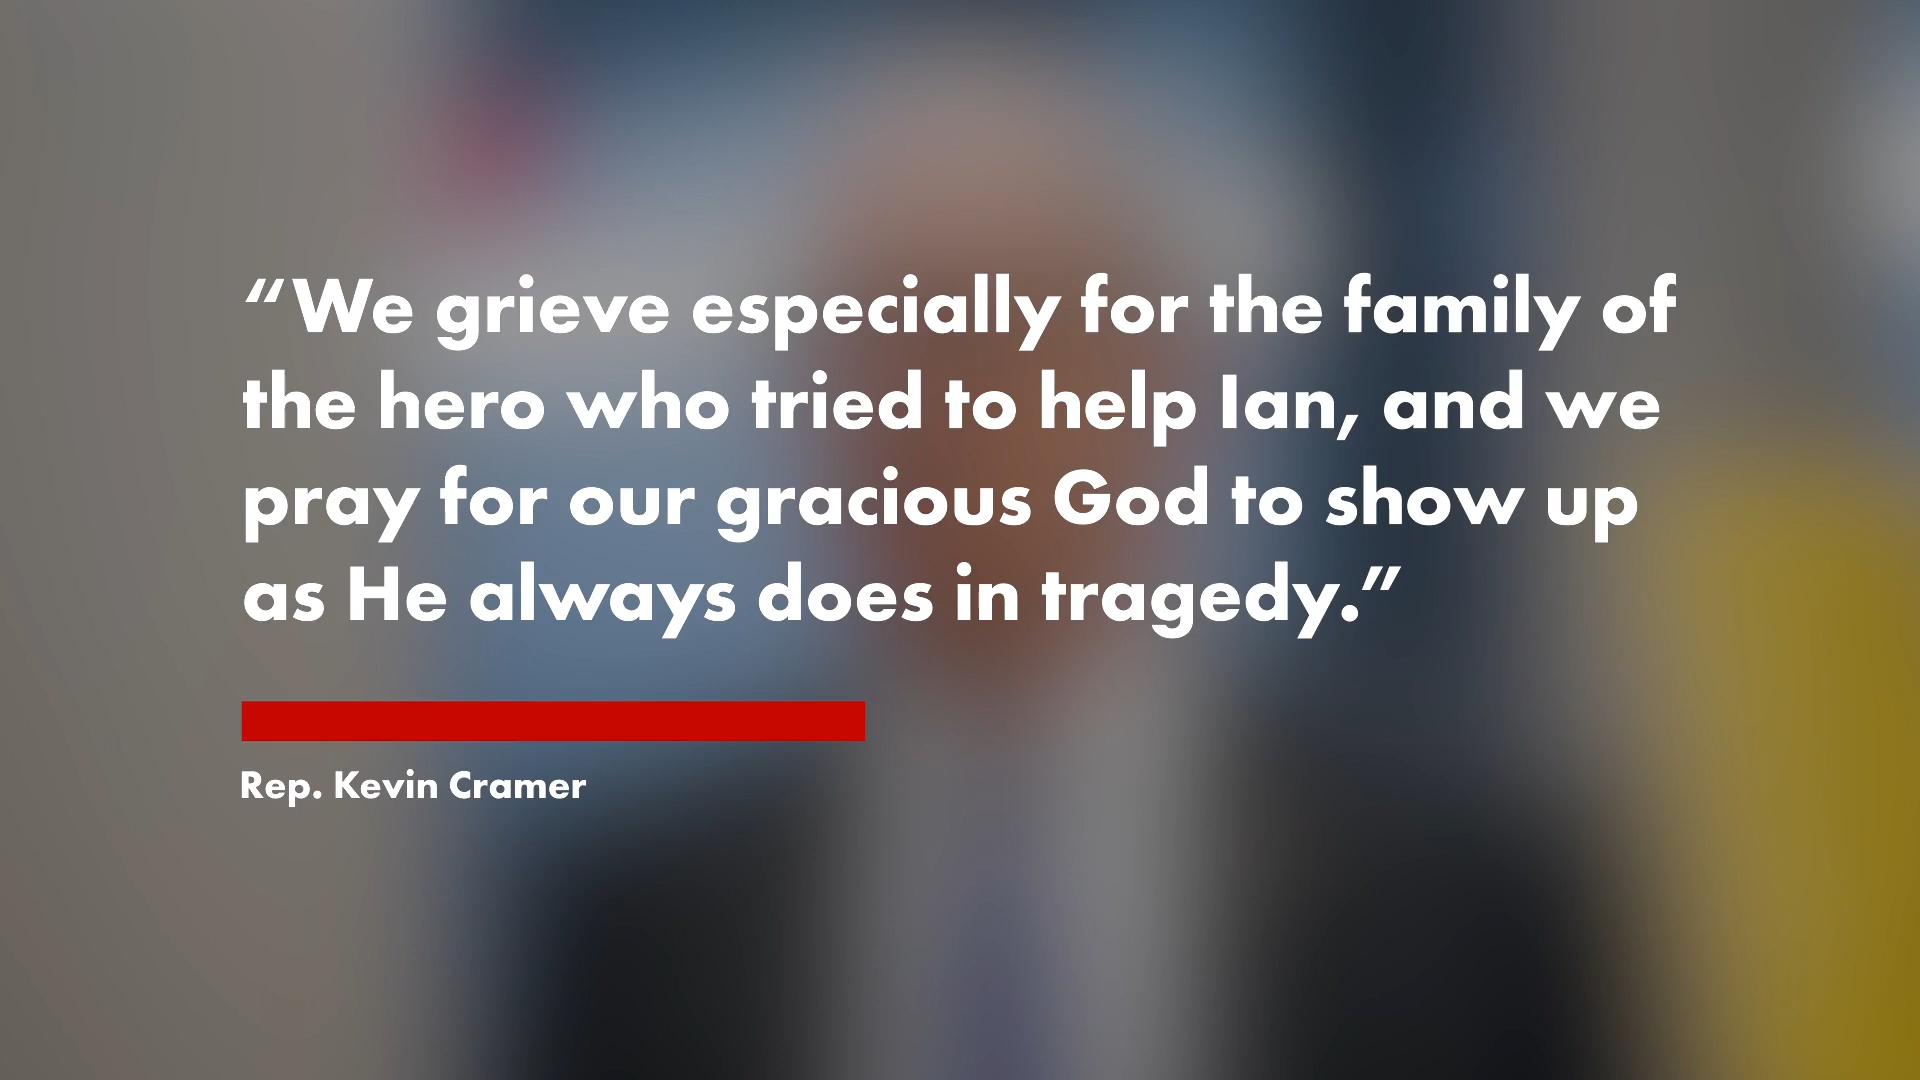 “We grieve especially for the family of
the hero who tried to help Ian, and we
pray for our gracious God to show up
as He always does in tragedy.”
Rep. Kevin Cramer